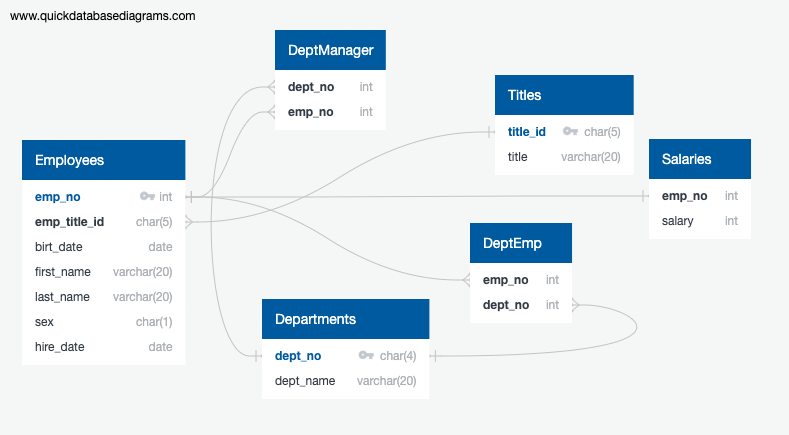 www.quickdatabasediagrams.com
DeptManager
dept_no int
emp_no int
Titles
title_id char(5)
title varchar(20)
Employees
emp_no int
emp_title_id char(5)
birt_date date
first_name varchar(20)
last_name varchar(20)
sex char(1)
hire_date date
Salaries
emp_no int
salary int
DeptEmp
emp_no int
dept_no int
Departments
dept_no char(4)
dept_name varchar(20)